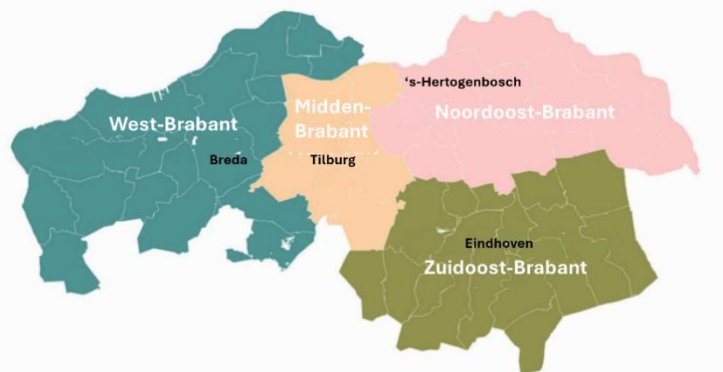 ‘s-Hertogenbosch
Midden-
Brabant
Noordoost-Brabant
West-Brabant
Breda
Tilburg
Eindhoven
Zuidoost-Brabant